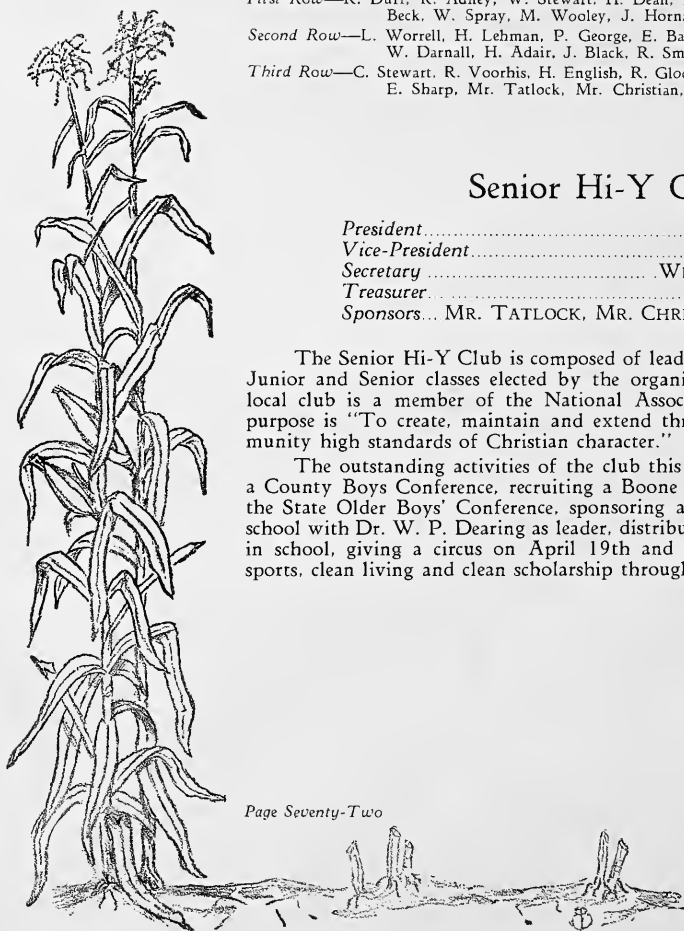 First Row—R. Duff, R. Adney, W. Stewart, H. Dean,
Beck, W. Spray, M. Wooley, J. Horn,
Second Row—L. Worrell, H. Lehman, P. George, E. Ba
W. Darnall, H. Adair, J. Black, R. Sm
Third Row—C. Stewart, R. Voorhis, H. English, R. Gloc
E. Sharp, Mr. Tatlock, Mr. Christian,
Senior Hi-Y C
President
Vice-President
Secretary
Treasurer
Sponsors... MR. TATLOCK, MR. CHRI
The Senior Hi-Y Club is composed of lead
Junior and Senior classes elected by the organi
local club is a member of the National Assoc
purpose is "To create, maintain and extend thr
munity high standards of Christian character."
The outstanding activities of the club this
a County Boys Conference, recruiting a Boone
the State Older Boys' Conference, sponsoring a
school with Dr. W. P. Dearing as leader, distribu
in school, giving a circus on April 19th and
sports, clean living and clean scholarship throug
Page Seventy-Two